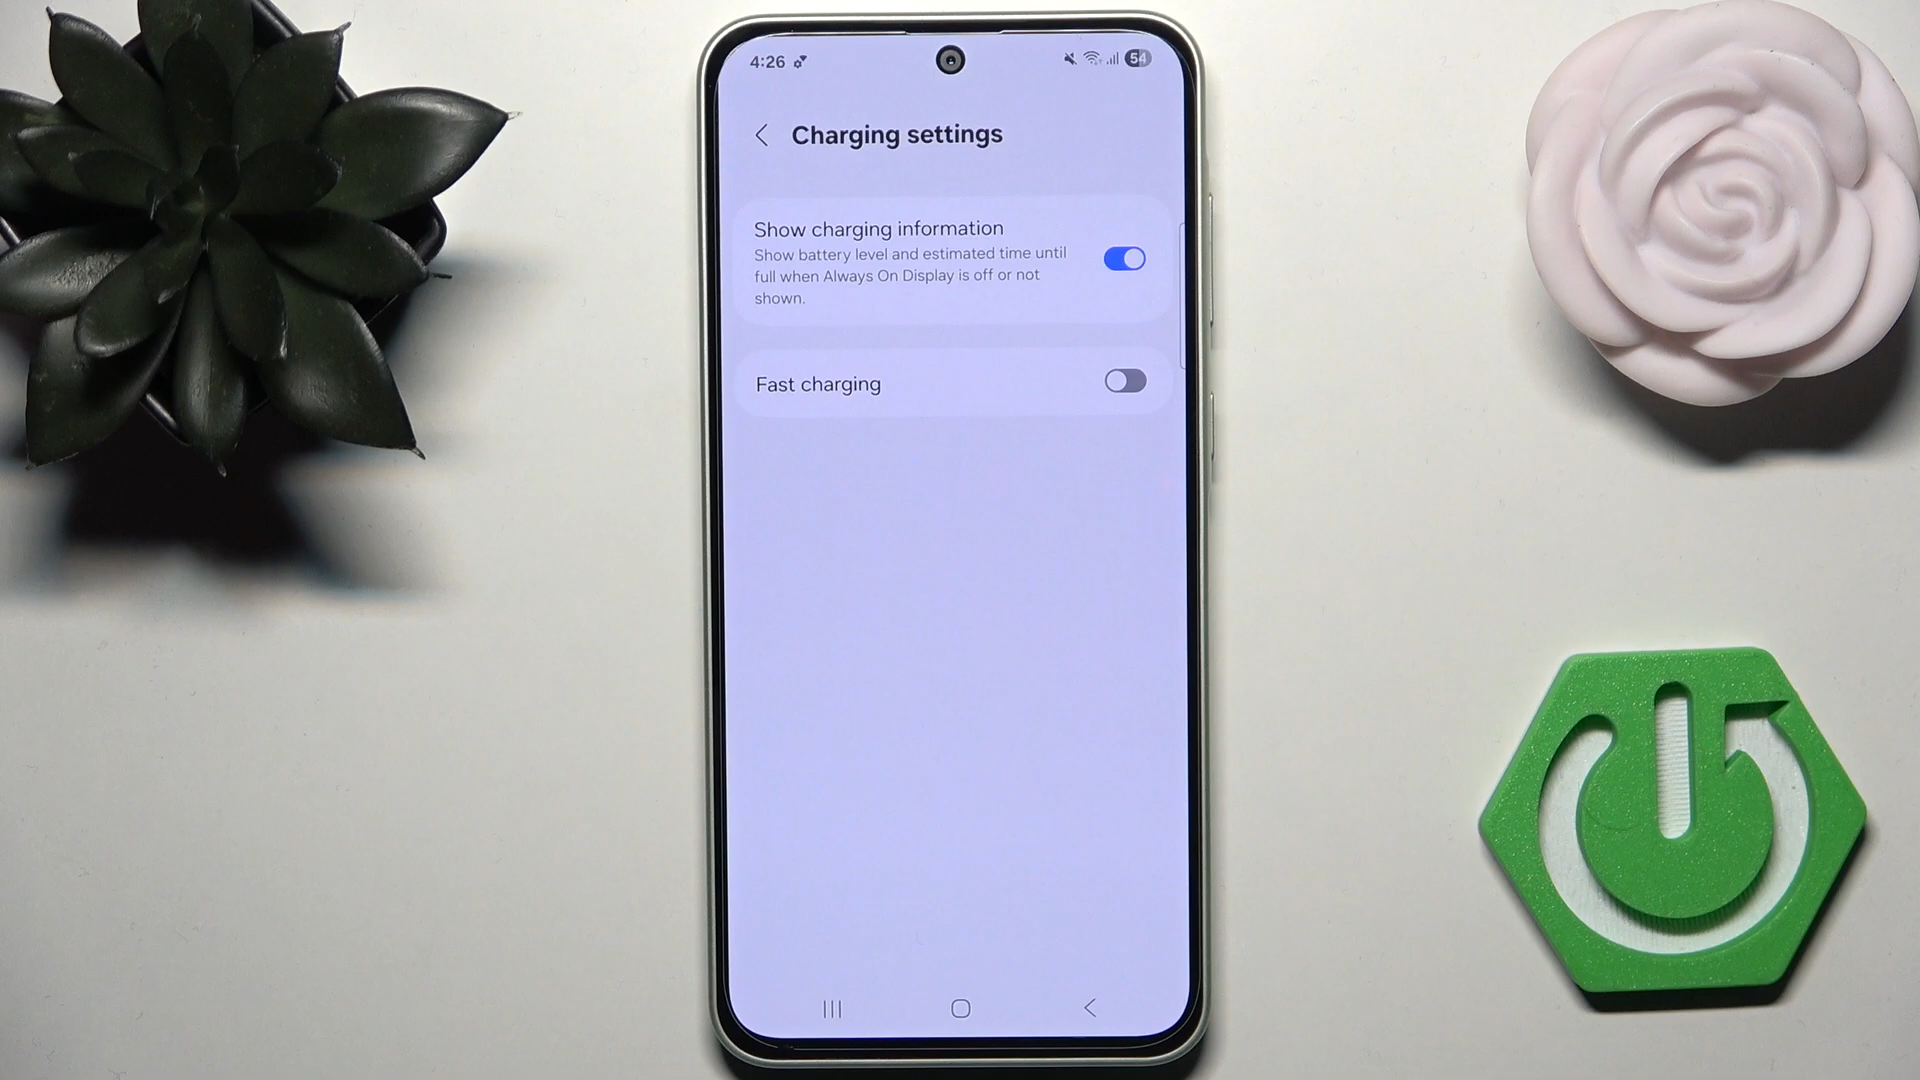 4:26
54
Charging settings
Show charging information
Show battery level and estimated time until
full when Always On Display is off or not
shown.
Fast charging